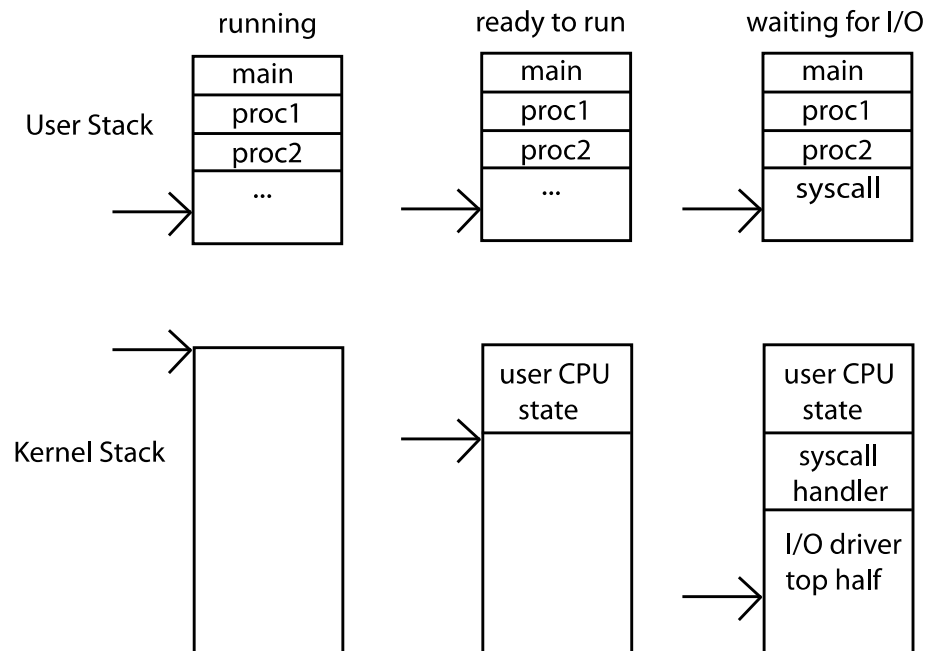 running
ready to run
waiting for I/O
User Stack
main
proc1
proc2
...
main
proc1
proc2
...
main
proc1
proc2
syscall
Kernel Stack
user CPU
state
user CPU
state
syscall
handler
I/O driver
top half